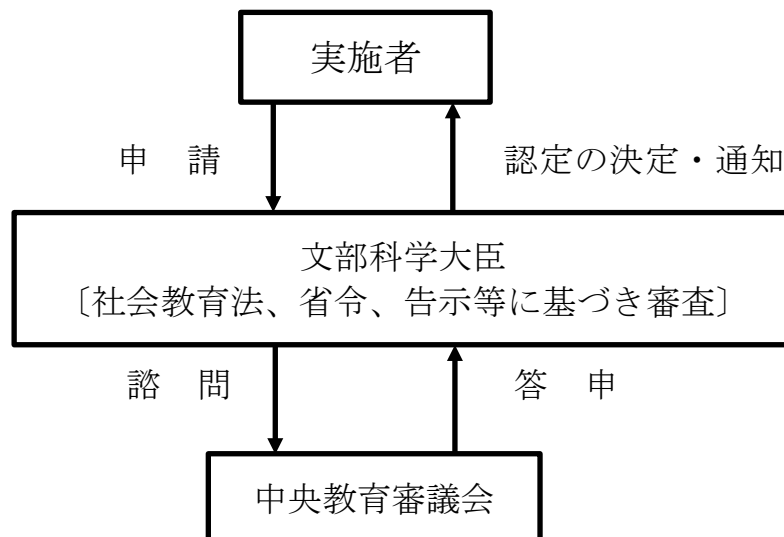 実施者
申　請
認定の決定・通知
文部科学大臣
〔社会教育法、省令、告示等に基づき審査〕
諮　問
答　申
中央教育審議会